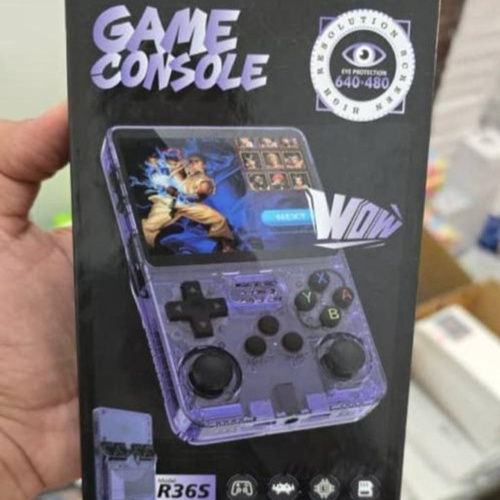 GAME
CONSOLE
HIGH RESOLUTION SCREEN
EYE PROTECTION
640*480
NEXT
WOW
X
Y
A
B
Model
R36S